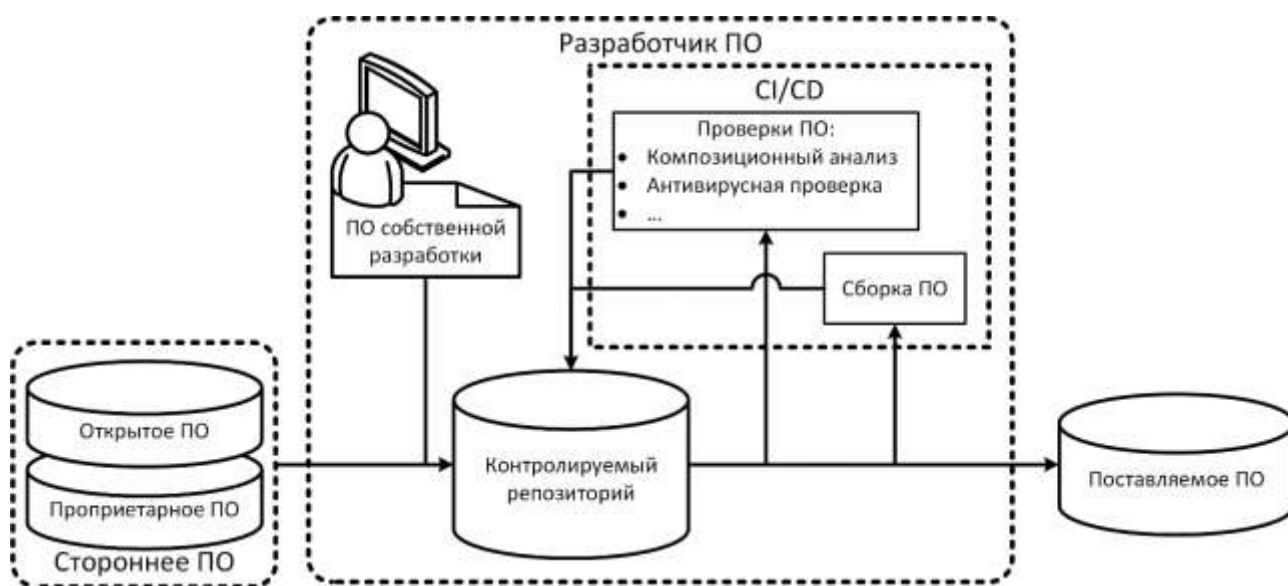 Разработчик ПО
CI/CD
Проверки ПО:
• Композиционный анализ
• Антивирусная проверка
• ...
ПО собственной
разработки
Сборка ПО
Открытое ПО
Проприетарное ПО
Стороннее ПО
Контролируемый
репозиторий
Поставляемое ПО